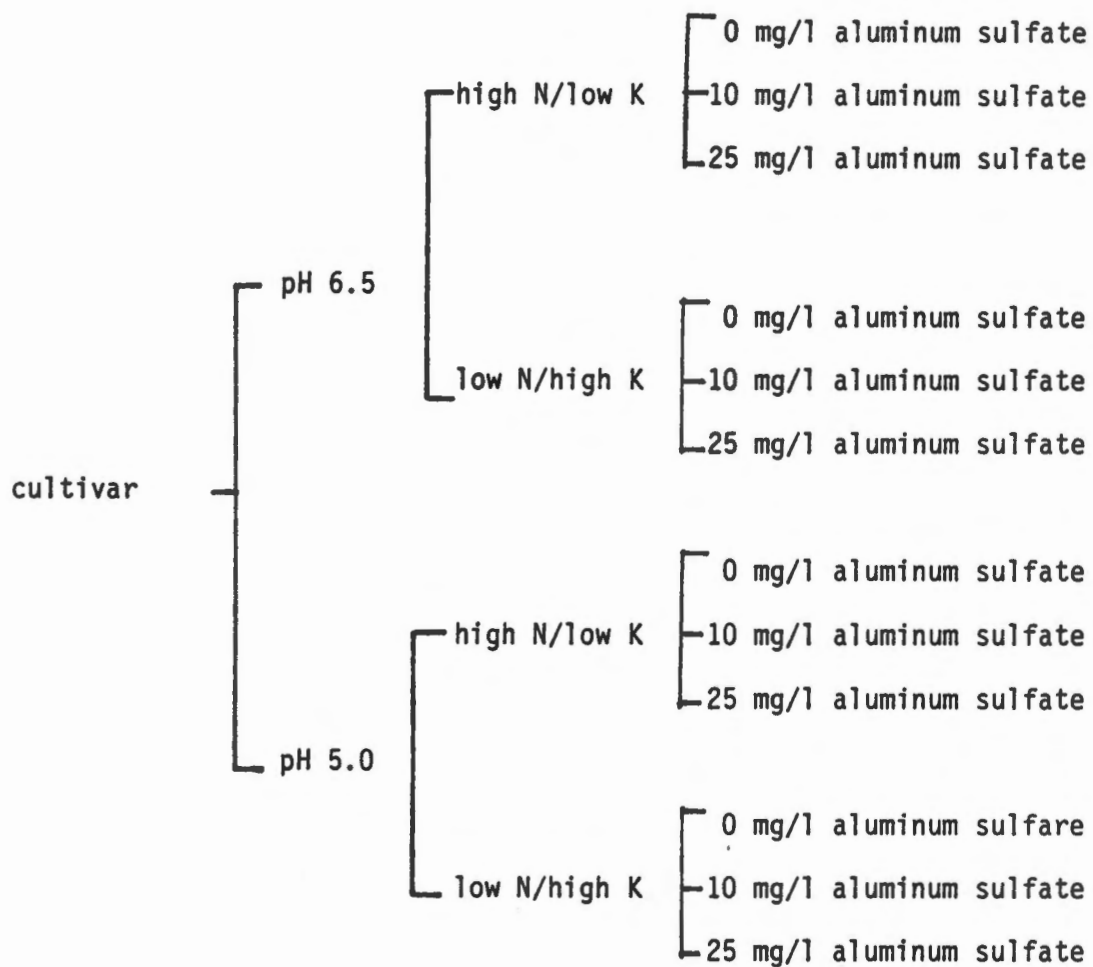 0 mg/l aluminum sulfate
high N/low K 10 mg/l aluminum sulfate
25 mg/l aluminum sulfate
pH 6.5
0 mg/l aluminum sulfate
low N/high K 10 mg/l aluminum sulfate
25 mg/l aluminum sulfate
cultivar
0 mg/l aluminum sulfate
high N/low K 10 mg/l aluminum sulfate
25 mg/l aluminum sulfate
pH 5.0
0 mg/l aluminum sulfare
low N/high K 10 mg/l aluminum sulfate
25 mg/l aluminum sulfate